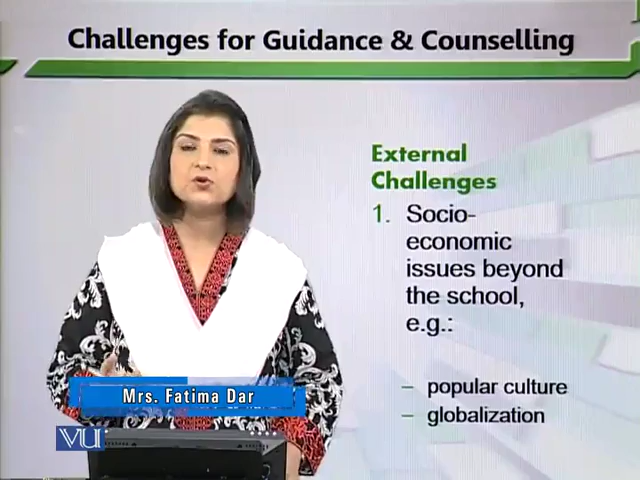 Challenges for Guidance & Counselling
External
Challenges
1. Socio-
economic
issues beyond
the school,
e.g.:
– popular culture
– globalization
Mrs. Fatima Dar
VU